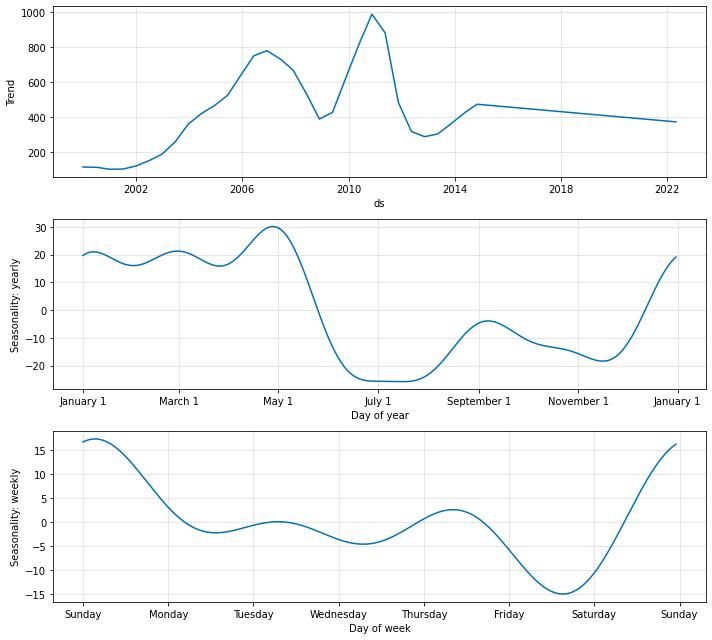 1000
800
600
400
200
Trend
2002 2006 2010 2014 2018 2022
ds
30
20
10
0
−10
−20
Seasonality: yearly
January 1 March 1 May 1 July 1 September 1 November 1 January 1
Day of year
15
10
5
0
−5
−10
−15
Seasonality: weekly
Sunday Monday Tuesday Wednesday Thursday Friday Saturday Sunday
Day of week